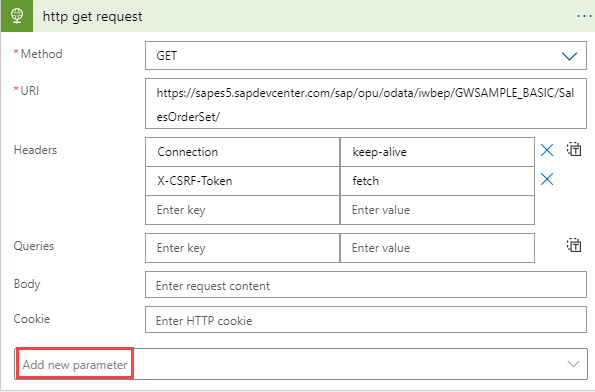 http get request
* Method GET
* URI https://sapes5.sapdevcenter.com/sap/opu/odata/iwbep/GWSAMPLE_BASIC/Sal
esOrderSet/
Headers Connection keep-alive
X-CSRF-Token fetch
Enter key Enter value
Queries Enter key Enter value
Body Enter request content
Cookie Enter HTTP cookie
Add new parameter